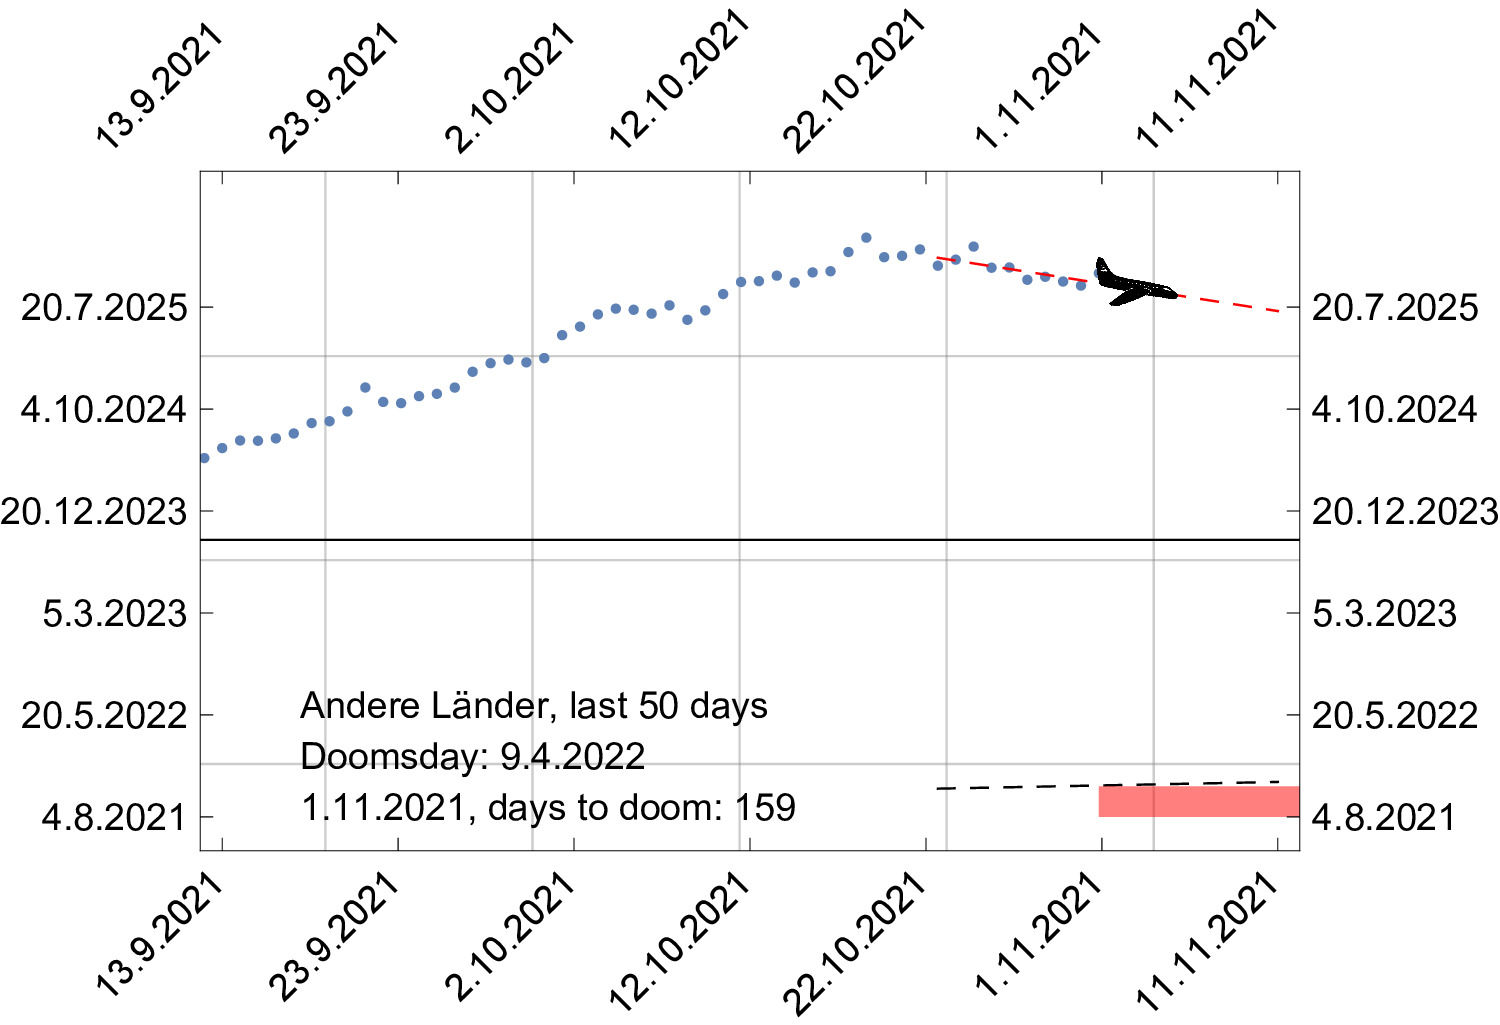 13.9.2021 23.9.2021 2.10.2021 12.10.2021 22.10.2021 1.11.2021 11.11.2021
20.7.2025 20.7.2025
4.10.2024 4.10.2024
20.12.2023 20.12.2023
5.3.2023 5.3.2023
Andere Länder, last 50 days
20.5.2022 20.5.2022
Doomsday: 9.4.2022
1.11.2021, days to doom: 159
4.8.2021 4.8.2021
13.9.2021 23.9.2021 2.10.2021 12.10.2021 22.10.2021 1.11.2021 11.11.2021